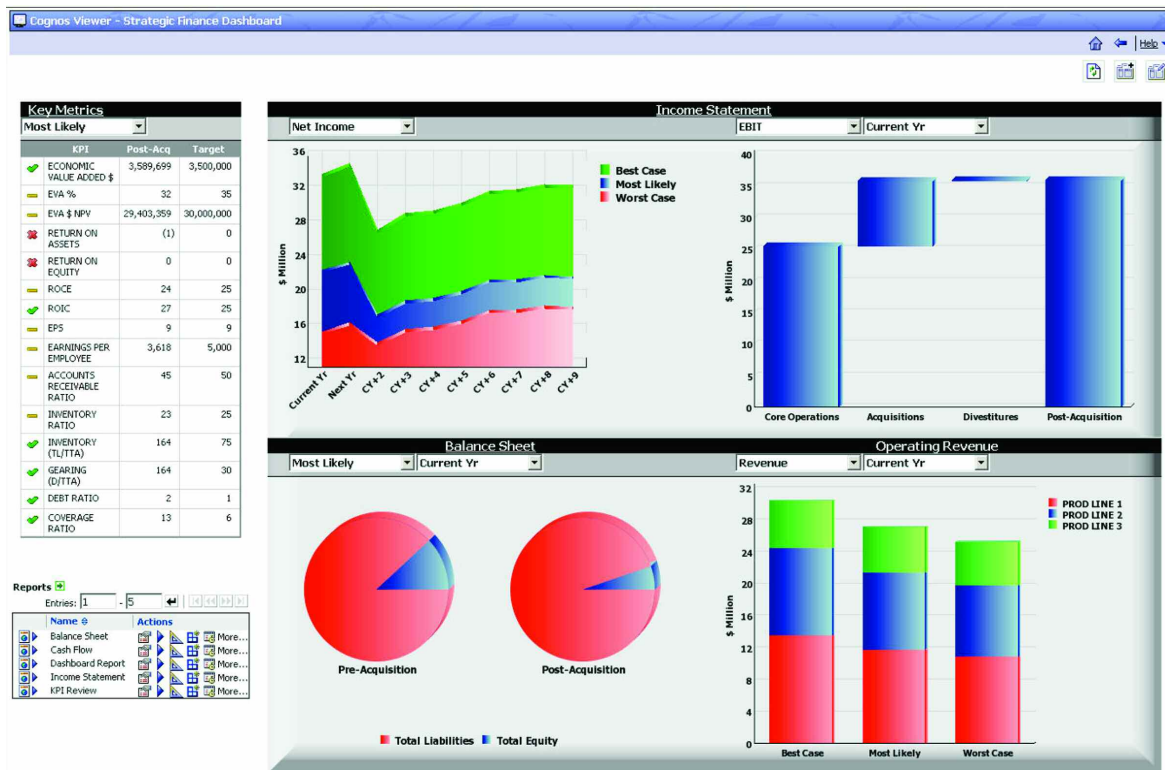 Cognos Viewer - Strategic Finance Dashboard
Help
Key Metrics
Most Likely
KPI Post-Acq Target
ECONOMIC VALUE ADDED $ 3,589,699 3,500,000
EVA % 32 35
EVA $ NPV 29,403,359 30,000,000
RETURN ON ASSETS (1) 0
RETURN ON EQUITY 0 0
ROCE 24 25
ROIC 27 25
EPS 9 9
EARNINGS PER EMPLOYEE 3,618 5,000
ACCOUNTS RECEIVABLE RATIO 45 50
INVENTORY RATIO 23 25
INVENTORY (TL/TTA) 164 75
GEARING (D/TTA) 164 30
DEBT RATIO 2 1
COVERAGE RATIO 13 6
Reports
Entries: 1 - 5
Name Actions
Balance Sheet More...
Cash Flow More...
Dashboard Report More...
Income Statement More...
KPI Review More...
Income Statement
Net Income
36
32
28
24
20
16
12
$ Million
Current Yr
Next Yr
CY+2
CY+3
CY+4
CY+5
CY+6
CY+7
CY+8
CY+9
Best Case
Most Likely
Worst Case
EBIT Current Yr
40
35
30
25
20
15
10
5
0
$ Million
Core Operations Acquisitions Divestitures Post-Acquisition
Balance Sheet
Most Likely Current Yr
Pre-Acquisition Post-Acquisition
Total Liabilities Total Equity
Operating Revenue
Revenue Current Yr
32
28
24
20
16
12
8
4
0
$ Million
Best Case Most Likely Worst Case
PROD LINE 1
PROD LINE 2
PROD LINE 3